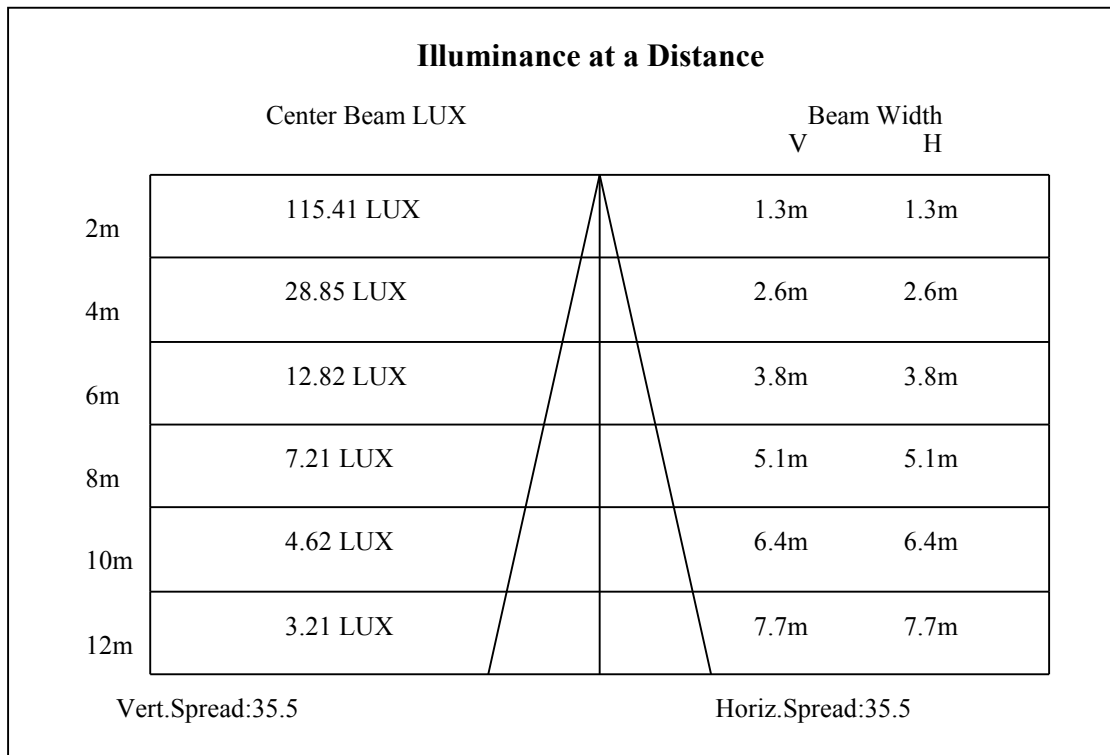 Illuminance at a Distance
Center Beam LUX Beam Width
V H
115.41 LUX 1.3m 1.3m
2m
28.85 LUX 2.6m 2.6m
4m
12.82 LUX 3.8m 3.8m
6m
7.21 LUX 5.1m 5.1m
8m
4.62 LUX 6.4m 6.4m
10m
3.21 LUX 7.7m 7.7m
12m
Vert.Spread:35.5 Horiz.Spread:35.5